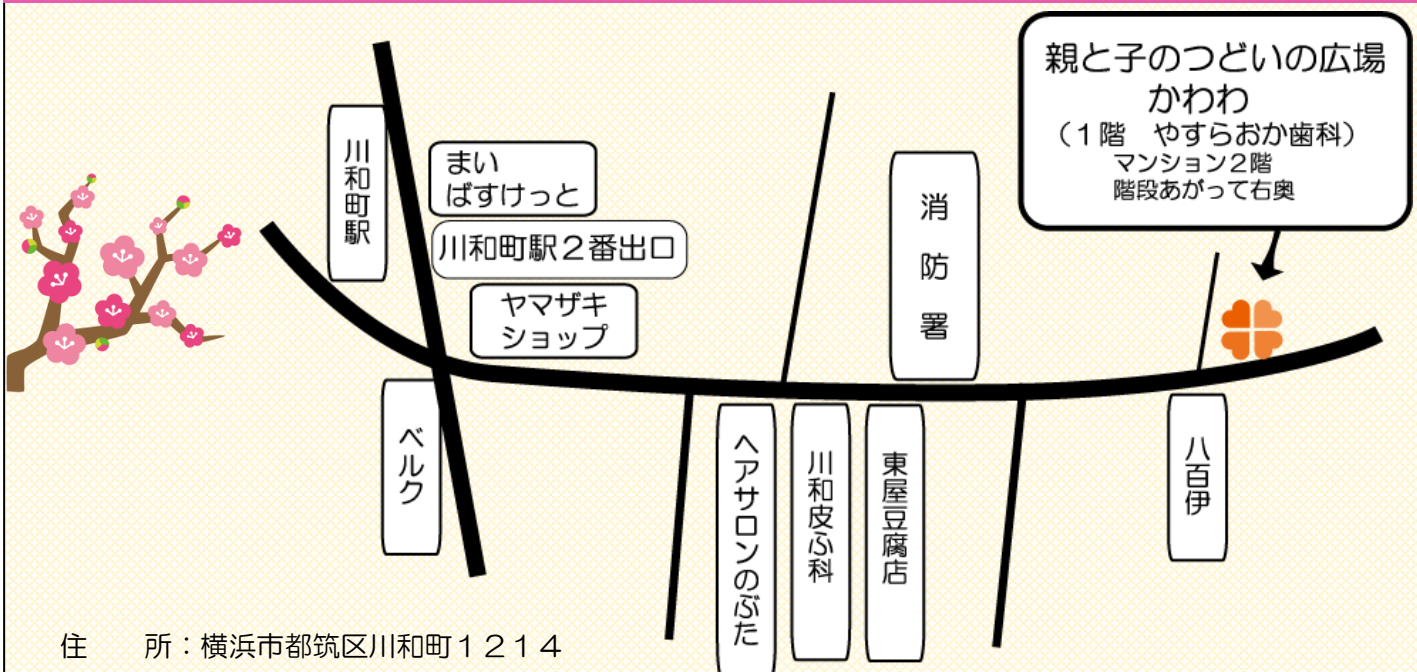 親と子のつどいの広場
かわわ
（１階　やすらおか歯科）
マンション２階
階段あがって右奥
川和町駅
まい
ばすけっと
川和町駅２番出口
ヤマザキ
ショップ
消防署
ベルク
ヘアサロンのぶた
川和皮ふ科
東屋豆腐店
八百伊
住　　所：横浜市都筑区川和町１２１４